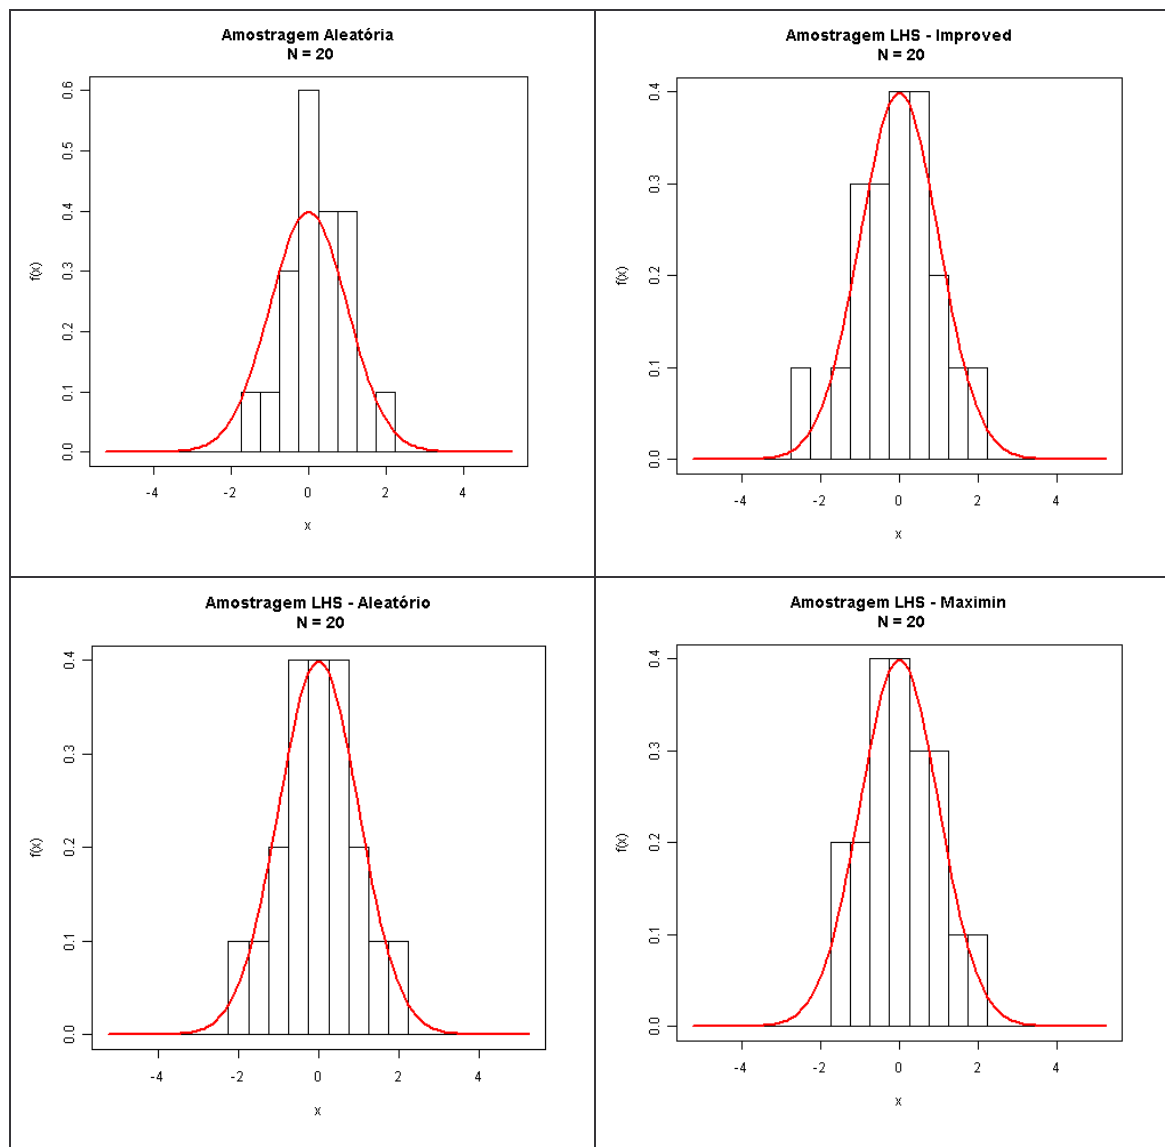 Amostragem Aleatória
N = 20
f(x)
0.0 0.1 0.2 0.3 0.4 0.5 0.6
-4 -2 0 2 4
x
Amostragem LHS - Improved
N = 20
f(x)
0.0 0.1 0.2 0.3 0.4
-4 -2 0 2 4
x
Amostragem LHS - Aleatório
N = 20
f(x)
0.0 0.1 0.2 0.3 0.4
-4 -2 0 2 4
x
Amostragem LHS - Maximin
N = 20
f(x)
0.0 0.1 0.2 0.3 0.4
-4 -2 0 2 4
x